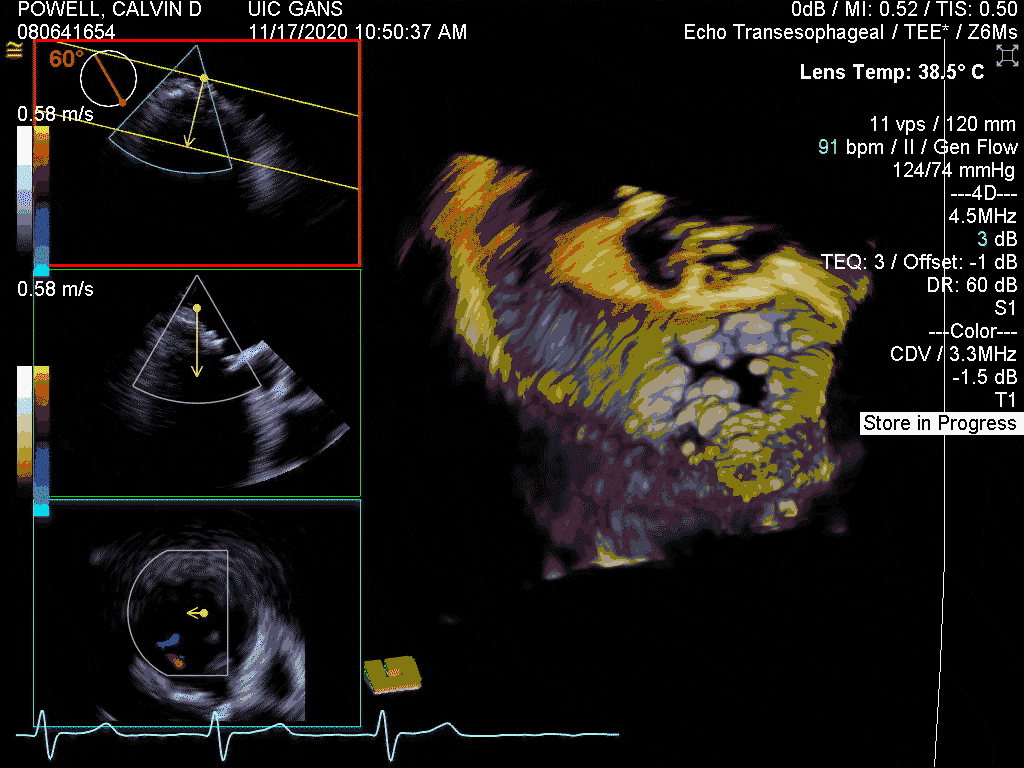 POWELL, CALVIN D UIC GANS 0dB / MI: 0.52 / TIS: 0.50
080641654 11/17/2020 10:50:37 AM Echo Transesophageal / TEE* / Z6Ms
60°
Lens Temp: 38.5° C
0.58 m/s
11 vps / 120 mm
91 bpm / II / Gen Flow
124/74 mmHg
---4D---
4.5MHz
3 dB
TEQ: 3 / Offset: -1 dB
DR: 60 dB
0.58 m/s
S1
---Color---
CDV / 3.3MHz
-1.5 dB
T1
Store in Progress